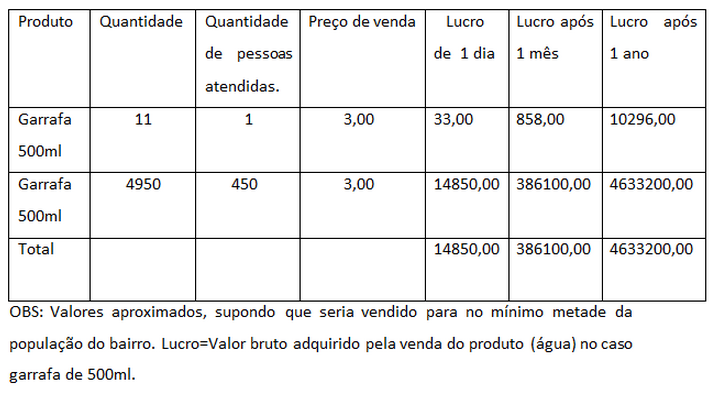 Produto Quantidade Quantidade de pessoas atendidas. Preço de venda Lucro de 1 dia Lucro após 1 mês Lucro após 1 ano
Garrafa 500ml 11 1 3,00 33,00 858,00 10296,00
Garrafa 500ml 4950 450 3,00 14850,00 386100,00 4633200,00
Total 14850,00 386100,00 4633200,00
OBS: Valores aproximados, supondo que seria vendido para no mínimo metade da
população do bairro. Lucro=Valor bruto adquirido pela venda do produto (água) no caso
garrafa de 500ml.